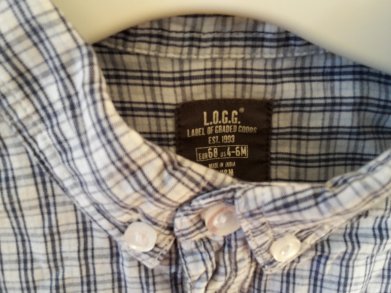 L.O.G.G.®
LABEL OF GRADED GOODS
EST. 1993
EUR 68 US 4-6M
MADE IN INDIA
H&M